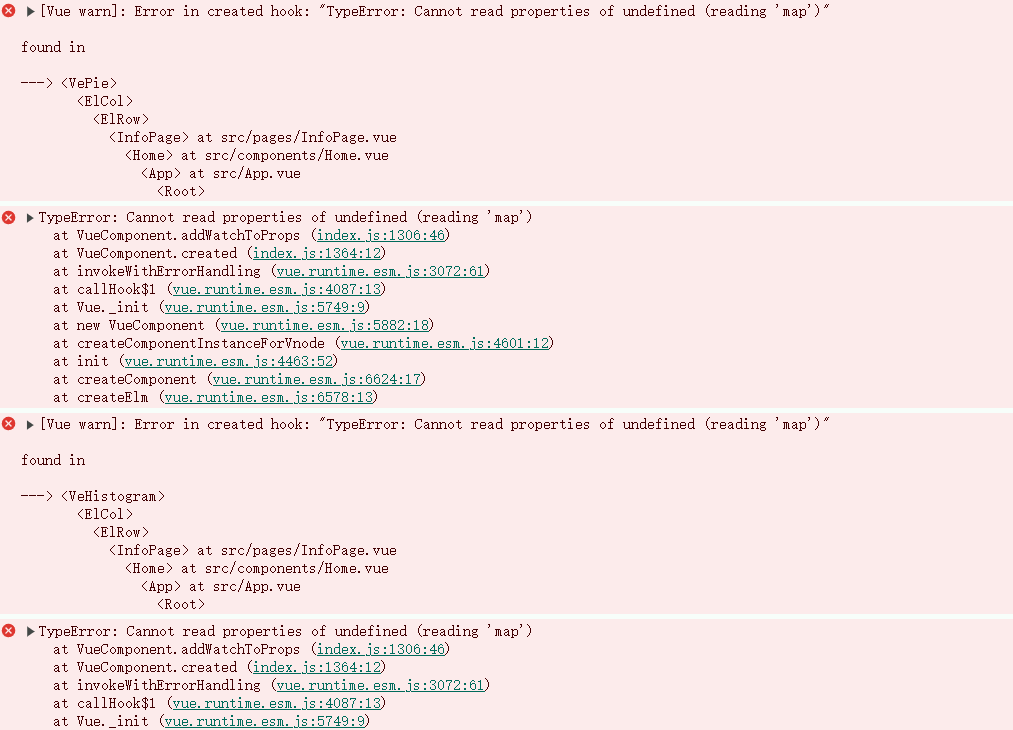 [Vue warn]: Error in created hook: "TypeError: Cannot read properties of undefined (reading 'map')"
found in
---> <VePie>
<ElCol>
<ElRow>
<InfoPage> at src/pages/InfoPage.vue
<Home> at src/components/Home.vue
<App> at src/App.vue
<Root>
TypeError: Cannot read properties of undefined (reading 'map')
at VueComponent.addWatchToProps (index.js:1306:46)
at VueComponent.created (index.js:1364:12)
at invokeWithErrorHandling (vue.runtime.esm.js:3072:61)
at callHook$1 (vue.runtime.esm.js:4087:13)
at Vue._init (vue.runtime.esm.js:5749:9)
at new VueComponent (vue.runtime.esm.js:5882:18)
at createComponentInstanceForVnode (vue.runtime.esm.js:4601:12)
at init (vue.runtime.esm.js:4463:52)
at createComponent (vue.runtime.esm.js:6624:17)
at createElm (vue.runtime.esm.js:6578:13)
[Vue warn]: Error in created hook: "TypeError: Cannot read properties of undefined (reading 'map')"
found in
---> <VeHistogram>
<ElCol>
<ElRow>
<InfoPage> at src/pages/InfoPage.vue
<Home> at src/components/Home.vue
<App> at src/App.vue
<Root>
TypeError: Cannot read properties of undefined (reading 'map')
at VueComponent.addWatchToProps (index.js:1306:46)
at VueComponent.created (index.js:1364:12)
at invokeWithErrorHandling (vue.runtime.esm.js:3072:61)
at callHook$1 (vue.runtime.esm.js:4087:13)
at Vue._init (vue.runtime.esm.js:5749:9)